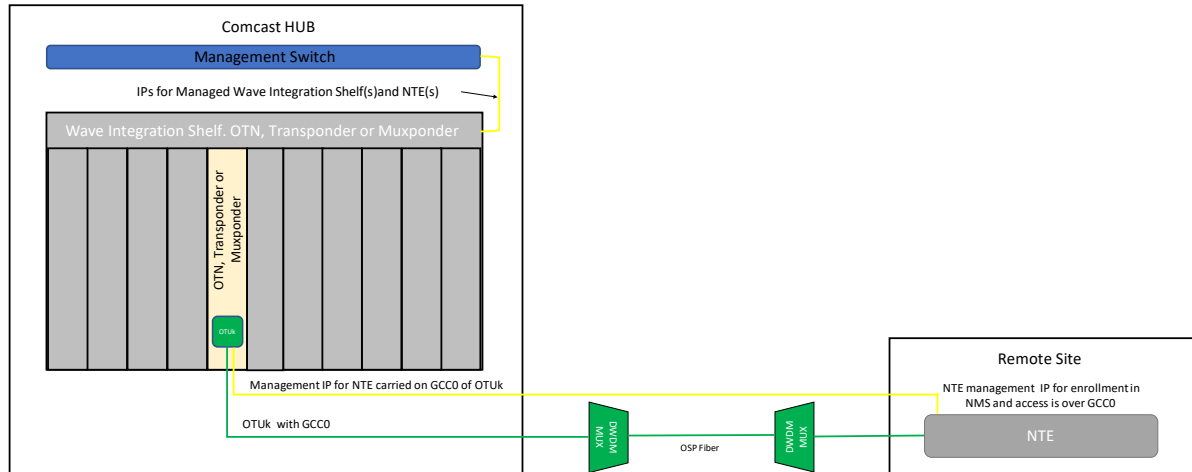 Comcast HUB
Management Switch
IPs for Managed Wave Integration Shelf(s)and NTE(s)
Wave Integration Shelf. OTN, Transponder or Muxponder
OTN, Transponder or
Muxponder
OTUk
Management IP for NTE carried on GCC0 of OTUk
OTUk with GCC0
DWDM
MUX
OSP Fiber
DWDM
MUX
Remote Site
NTE management IP for enrollment in
NMS and access is over GCC0
NTE